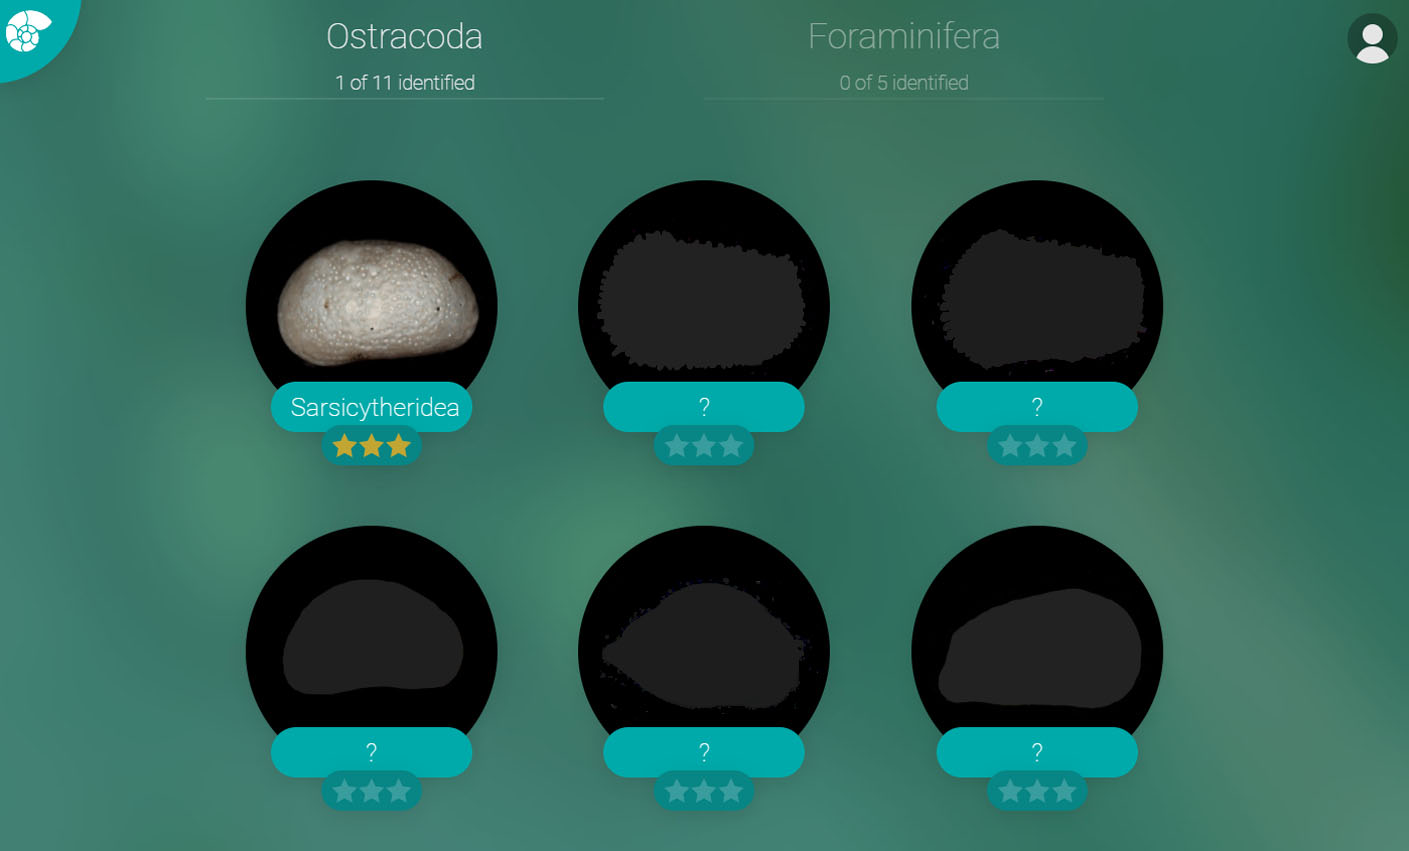 Ostracoda
Foraminifera
1 of 11 identified
0 of 5 identified
Sarsicytheridea
?
?
?
?
?